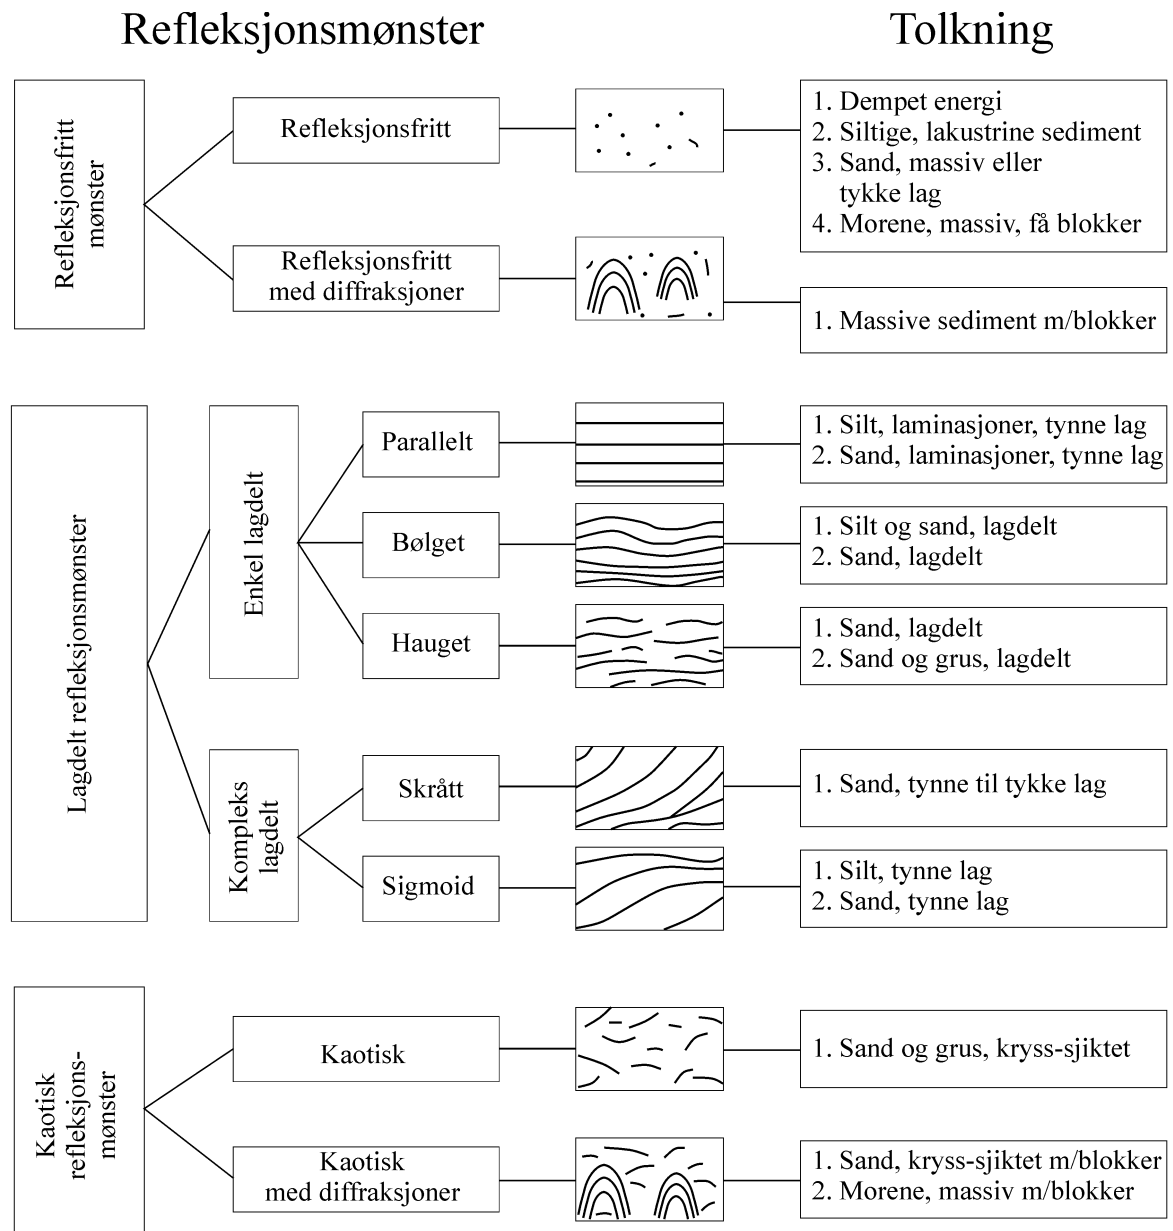 Refleksjonsmønster
Tolkning
Refleksjonsfritt
mønster
Refleksjonsfritt
1. Dempet energi
2. Siltige, lakustrine sediment
3. Sand, massiv eller
tykke lag
4. Morene, massiv, få blokker
Refleksjonsfritt
med diffraksjoner
1. Massive sediment m/blokker
Lagdelt refleksjonsmønster
Enkel lagdelt
Parallelt
1. Silt, laminasjoner, tynne lag
2. Sand, laminasjoner, tynne lag
Bølget
1. Silt og sand, lagdelt
2. Sand, lagdelt
Hauget
1. Sand, lagdelt
2. Sand og grus, lagdelt
Kompleks
lagdelt
Skrått
1. Sand, tynne til tykke lag
Sigmoid
1. Silt, tynne lag
2. Sand, tynne lag
Kaotisk
refleksjons-
mønster
Kaotisk
1. Sand og grus, kryss-sjiktet
Kaotisk
med diffraksjoner
1. Sand, kryss-sjiktet m/blokker
2. Morene, massiv m/blokker